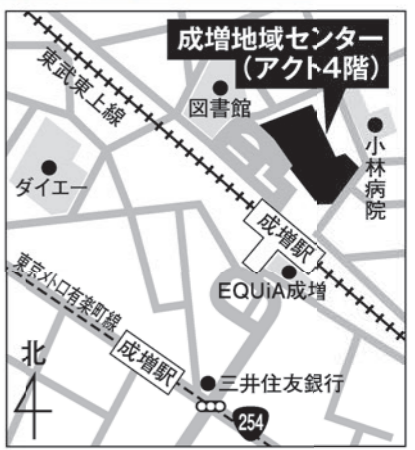 成増地域センター
(アクト4階)
東武東上線
図書館
小林病院
ダイエー
成増駅
EQUiA成増
東京メトロ有楽町線
成増駅
北
三井住友銀行
254